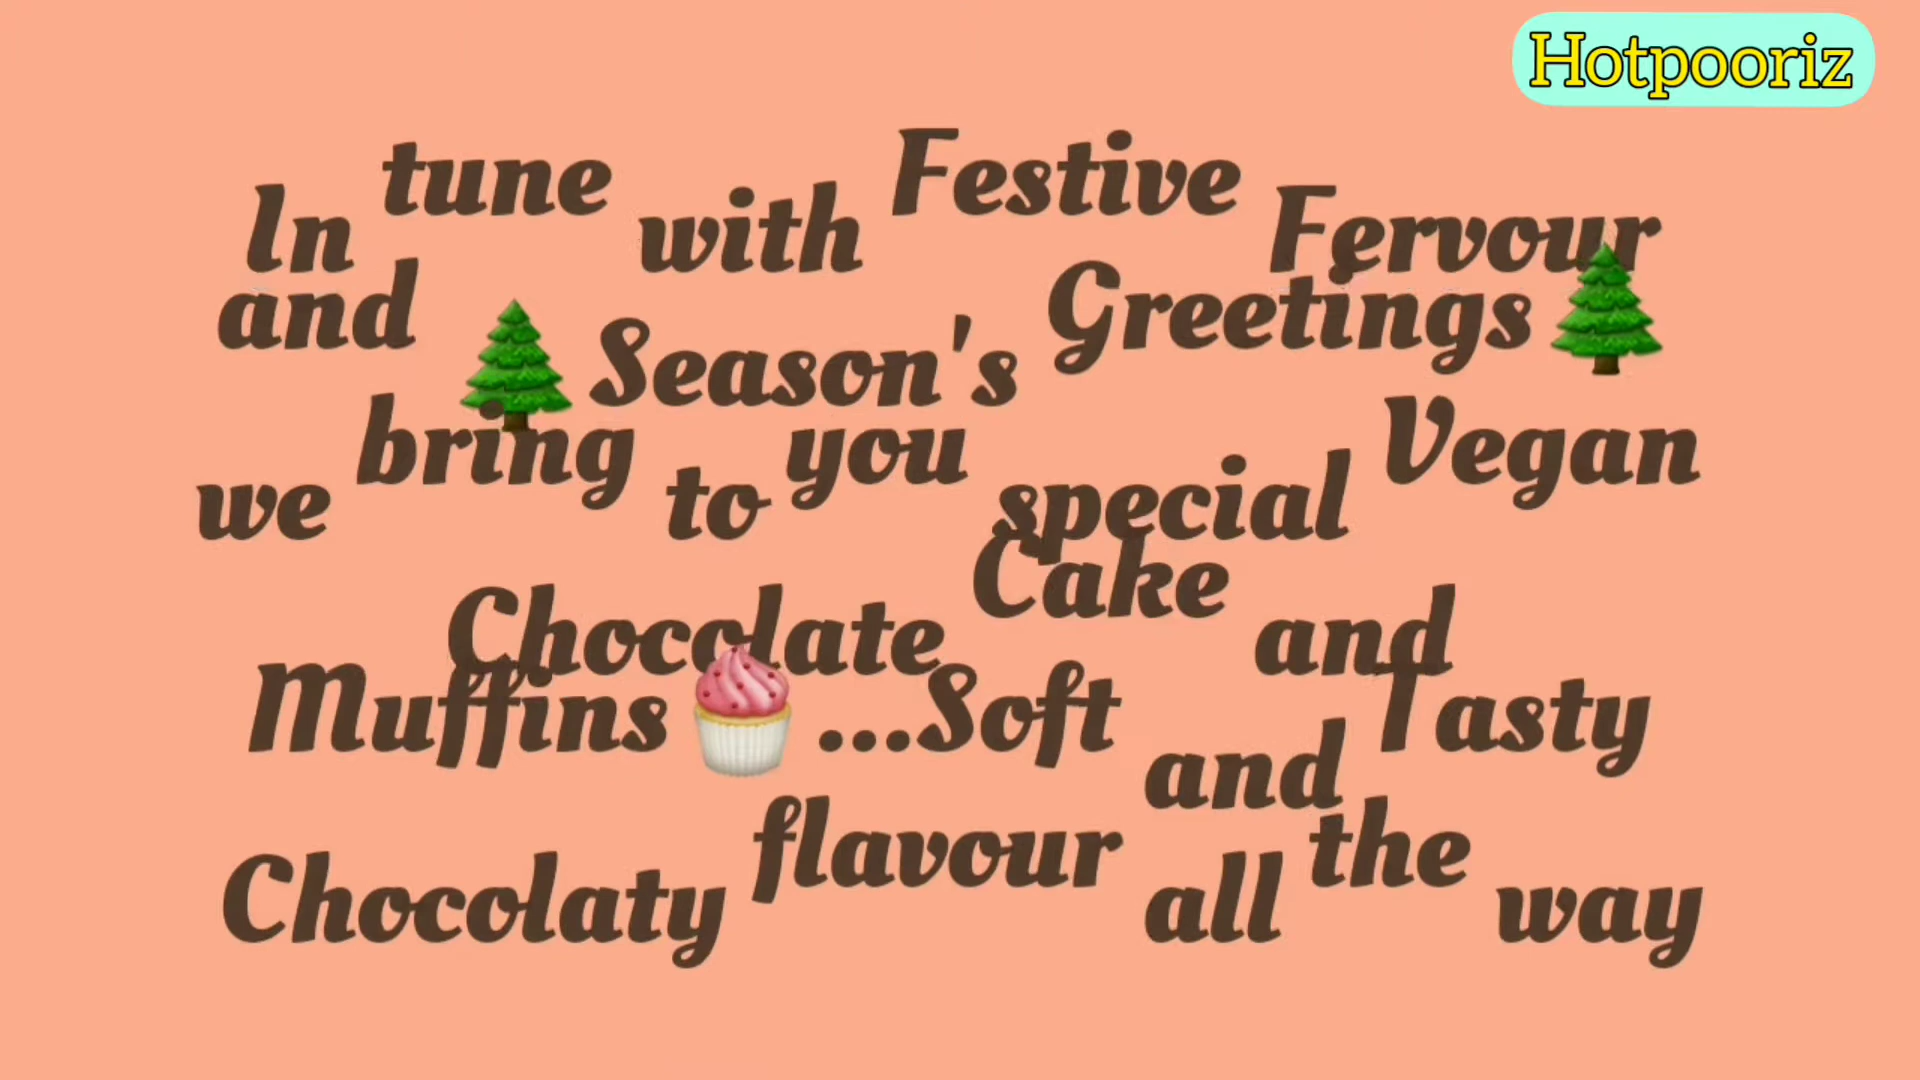 Hotpooriz
In tune with Festive Fervour
and 🌲Season's Greetings🌲
we bring to you special Vegan
Chocolate Cake and
Muffins🧁...Soft and Tasty
Chocolaty flavour all the way